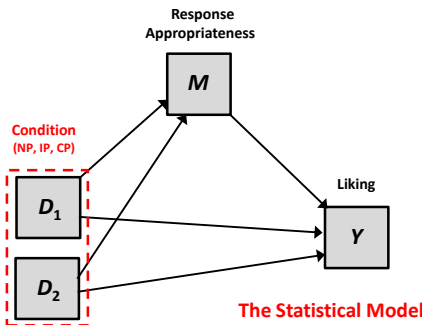 Response
Appropriateness
M
Condition
(NP, IP, CP)
Liking
D1
Y
D2
The Statistical Model